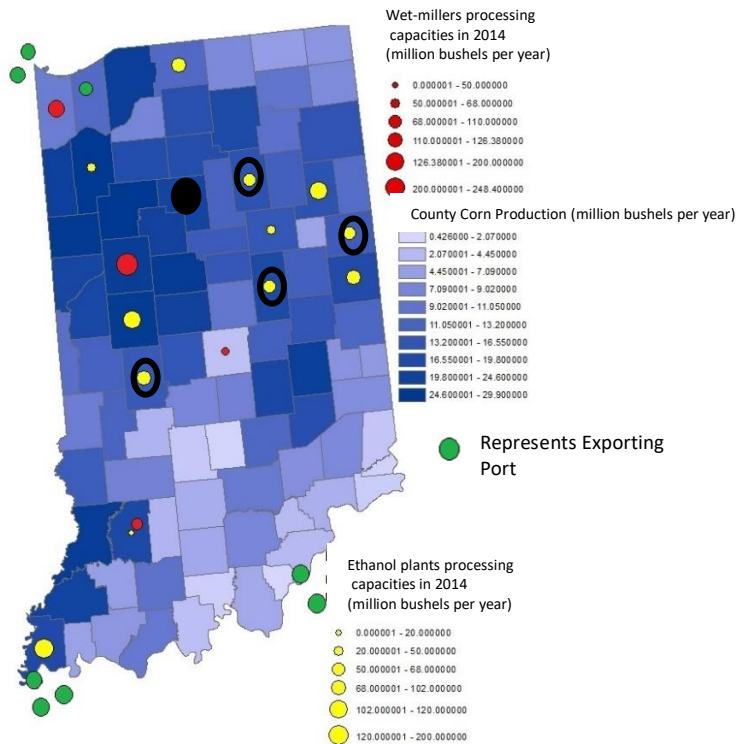 Wet-millers processing
capacities in 2014
(million bushels per year)
0.000001 - 50.000000
50.000001 - 68.000000
68.000001 - 110.000000
110.000001 - 126.380000
126.380001 - 200.000000
200.000001 - 248.400000
County Corn Production (million bushels per year)
0.426000 - 2.070000
2.070001 - 4.450000
4.450001 - 7.090000
7.090001 - 9.020000
9.020001 - 11.050000
11.050001 - 13.200000
13.200001 - 16.550000
16.550001 - 19.800000
19.800001 - 24.600000
24.600001 - 29.900000
Represents Exporting
Port
Ethanol plants processing
capacities in 2014
(million bushels per year)
0.000001 - 20.000000
20.000001 - 50.000000
50.000001 - 68.000000
68.000001 - 102.000000
102.000001 - 120.000000
120.000001 - 200.000000